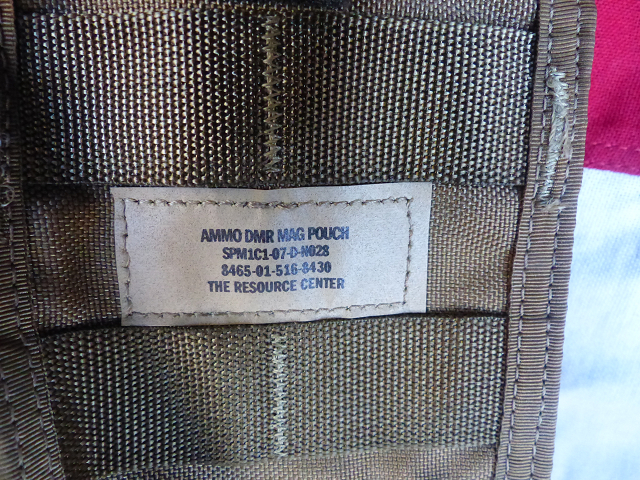 AMMO DMR MAG POUCH
SPM1C1-07-D-N028
8465-01-516-8430
THE RESOURCE CENTER